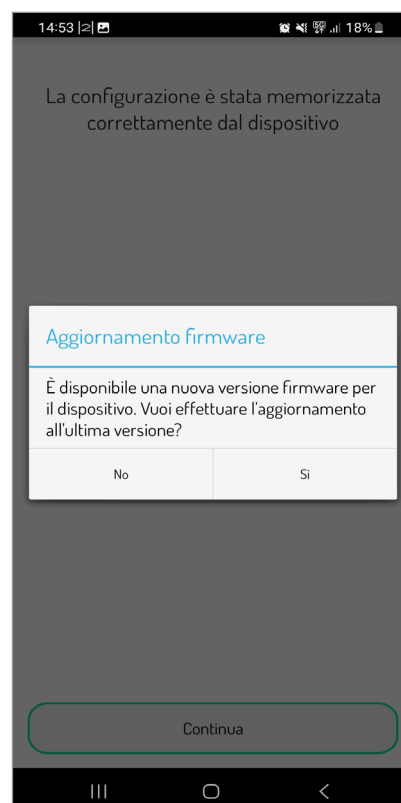 14:53
5G 18%
La configurazione è stata memorizzata
correttamente dal dispositivo
Aggiornamento firmware
È disponibile una nuova versione firmware per
il dispositivo. Vuoi effettuare l'aggiornamento
all'ultima versione?
No
Sì
Continua